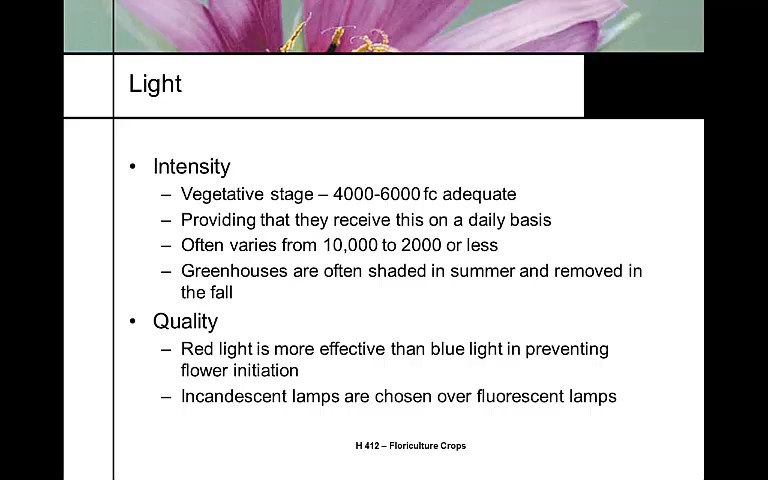 Light
• Intensity
– Vegetative stage – 4000-6000 fc adequate
– Providing that they receive this on a daily basis
– Often varies from 10,000 to 2000 or less
– Greenhouses are often shaded in summer and removed in
the fall
• Quality
– Red light is more effective than blue light in preventing
flower initiation
– Incandescent lamps are chosen over fluorescent lamps
H 412 – Floriculture Crops